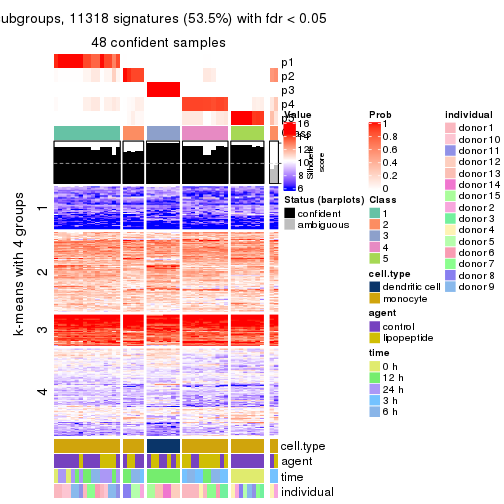 ubgroups, 11318 signatures (53.5%) with fdr < 0.05
48 confident samples
p1
p2
p3
p4
k-means with 4 groups
1
2
3
4
cell.type
agent
time
individual
Value
16
14
12
10
8
6
Silhouette
score
Status (barplots)
confident
ambiguous
Prob
1
0.8
0.6
0.4
0.2
0
Class
1
2
3
4
5
cell.type
dendritic cell
monocyte
agent
control
lipopeptide
time
0 h
12 h
24 h
3 h
6 h
individual
donor 1
donor 10
donor 11
donor 12
donor 13
donor 14
donor 15
donor 2
donor 3
donor 4
donor 5
donor 6
donor 7
donor 8
donor 9